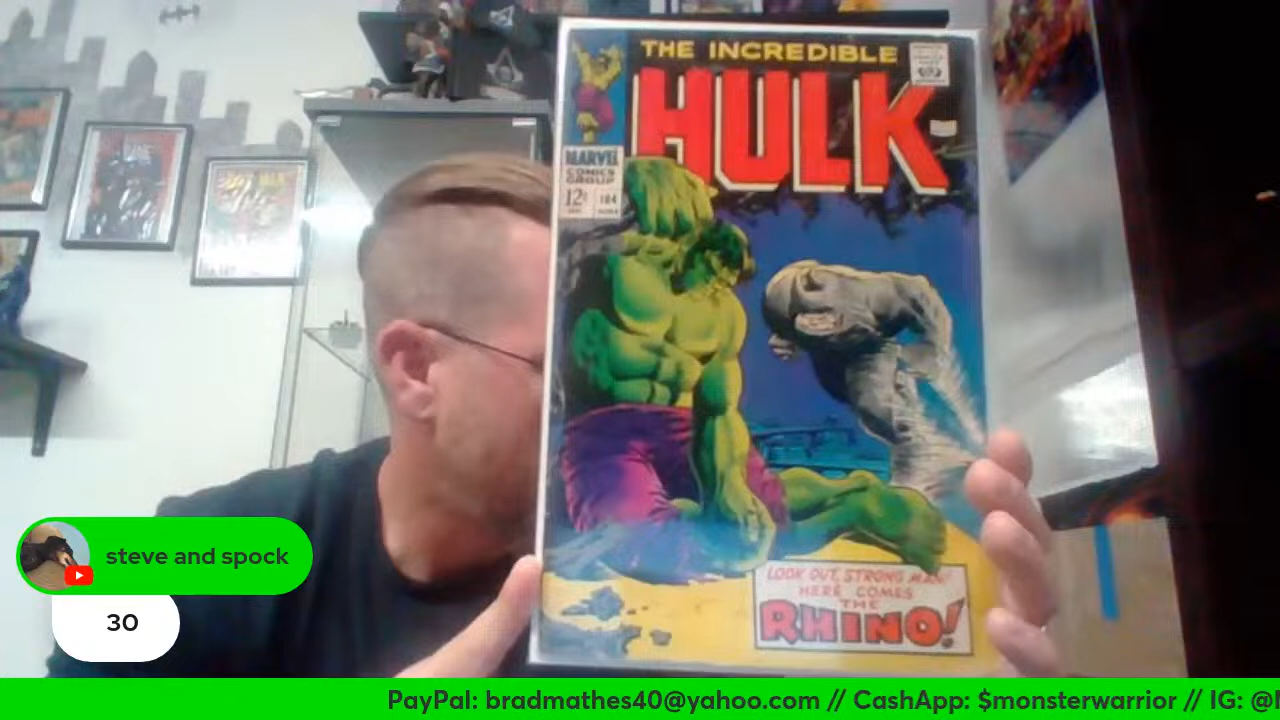 THE INCREDIBLE
HULK
MARVEL
COMICS
GROUP
12¢ 104
JUNE
LOOK OUT, STRONG MAN!
HERE COMES
THE
RHINO!
steve and spock
30
PayPal: bradmathes40@yahoo.com // CashApp: $monsterwarrior // IG: